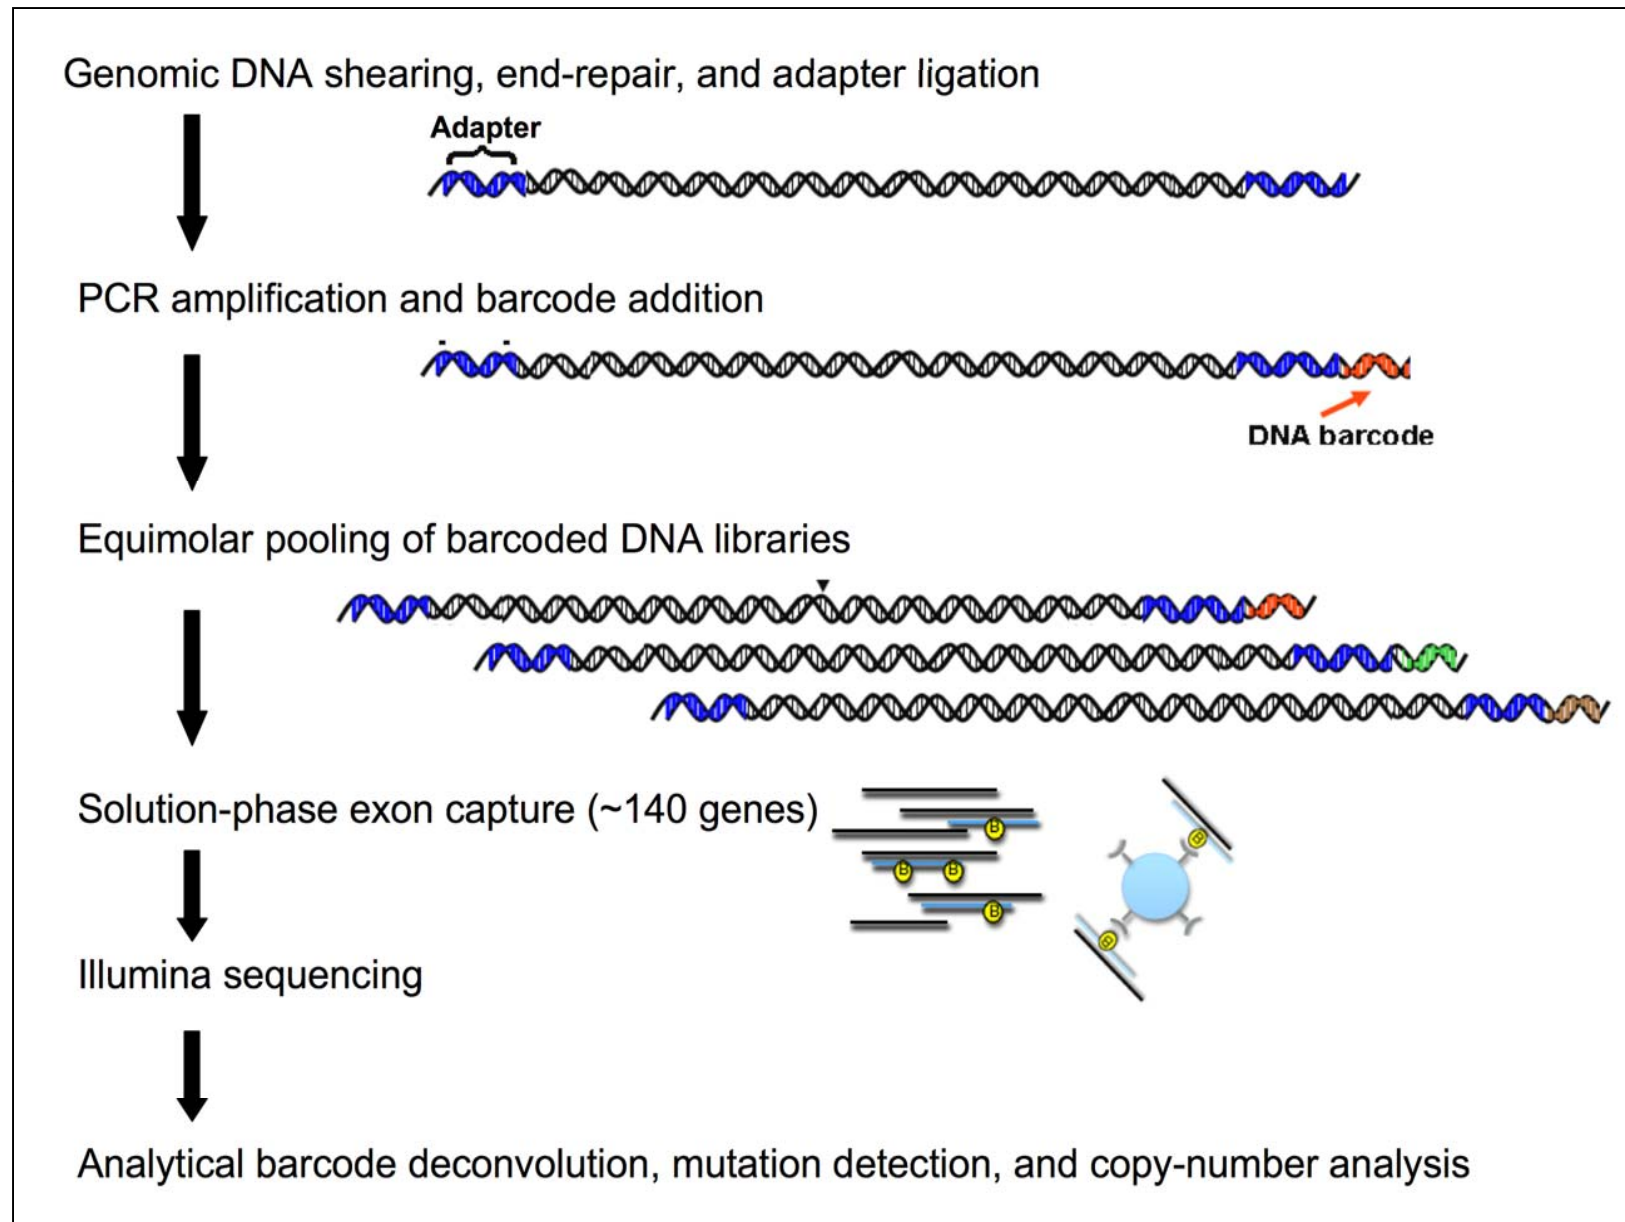 Genomic DNA shearing, end-repair, and adapter ligation
Adapter
PCR amplification and barcode addition
DNA barcode
Equimolar pooling of barcoded DNA libraries
Solution-phase exon capture (~140 genes)
B
B
B
B
B
B
Illumina sequencing
Analytical barcode deconvolution, mutation detection, and copy-number analysis